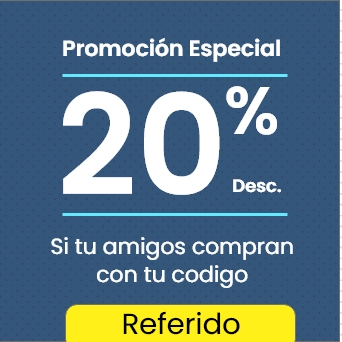 Promoción Especial
20%
Desc.
Si tu amigos compran
con tu codigo
Referido